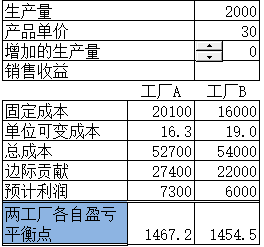 生产量 2000
产品单价 30
增加的生产量 0
销售收益
工厂A 工厂B
固定成本 20100 16000
单位可变成本 16.3 19.0
总成本 52700 54000
边际贡献 27400 22000
预计利润 7300 6000
两工厂各自盈亏
平衡点 1467.2 1454.5